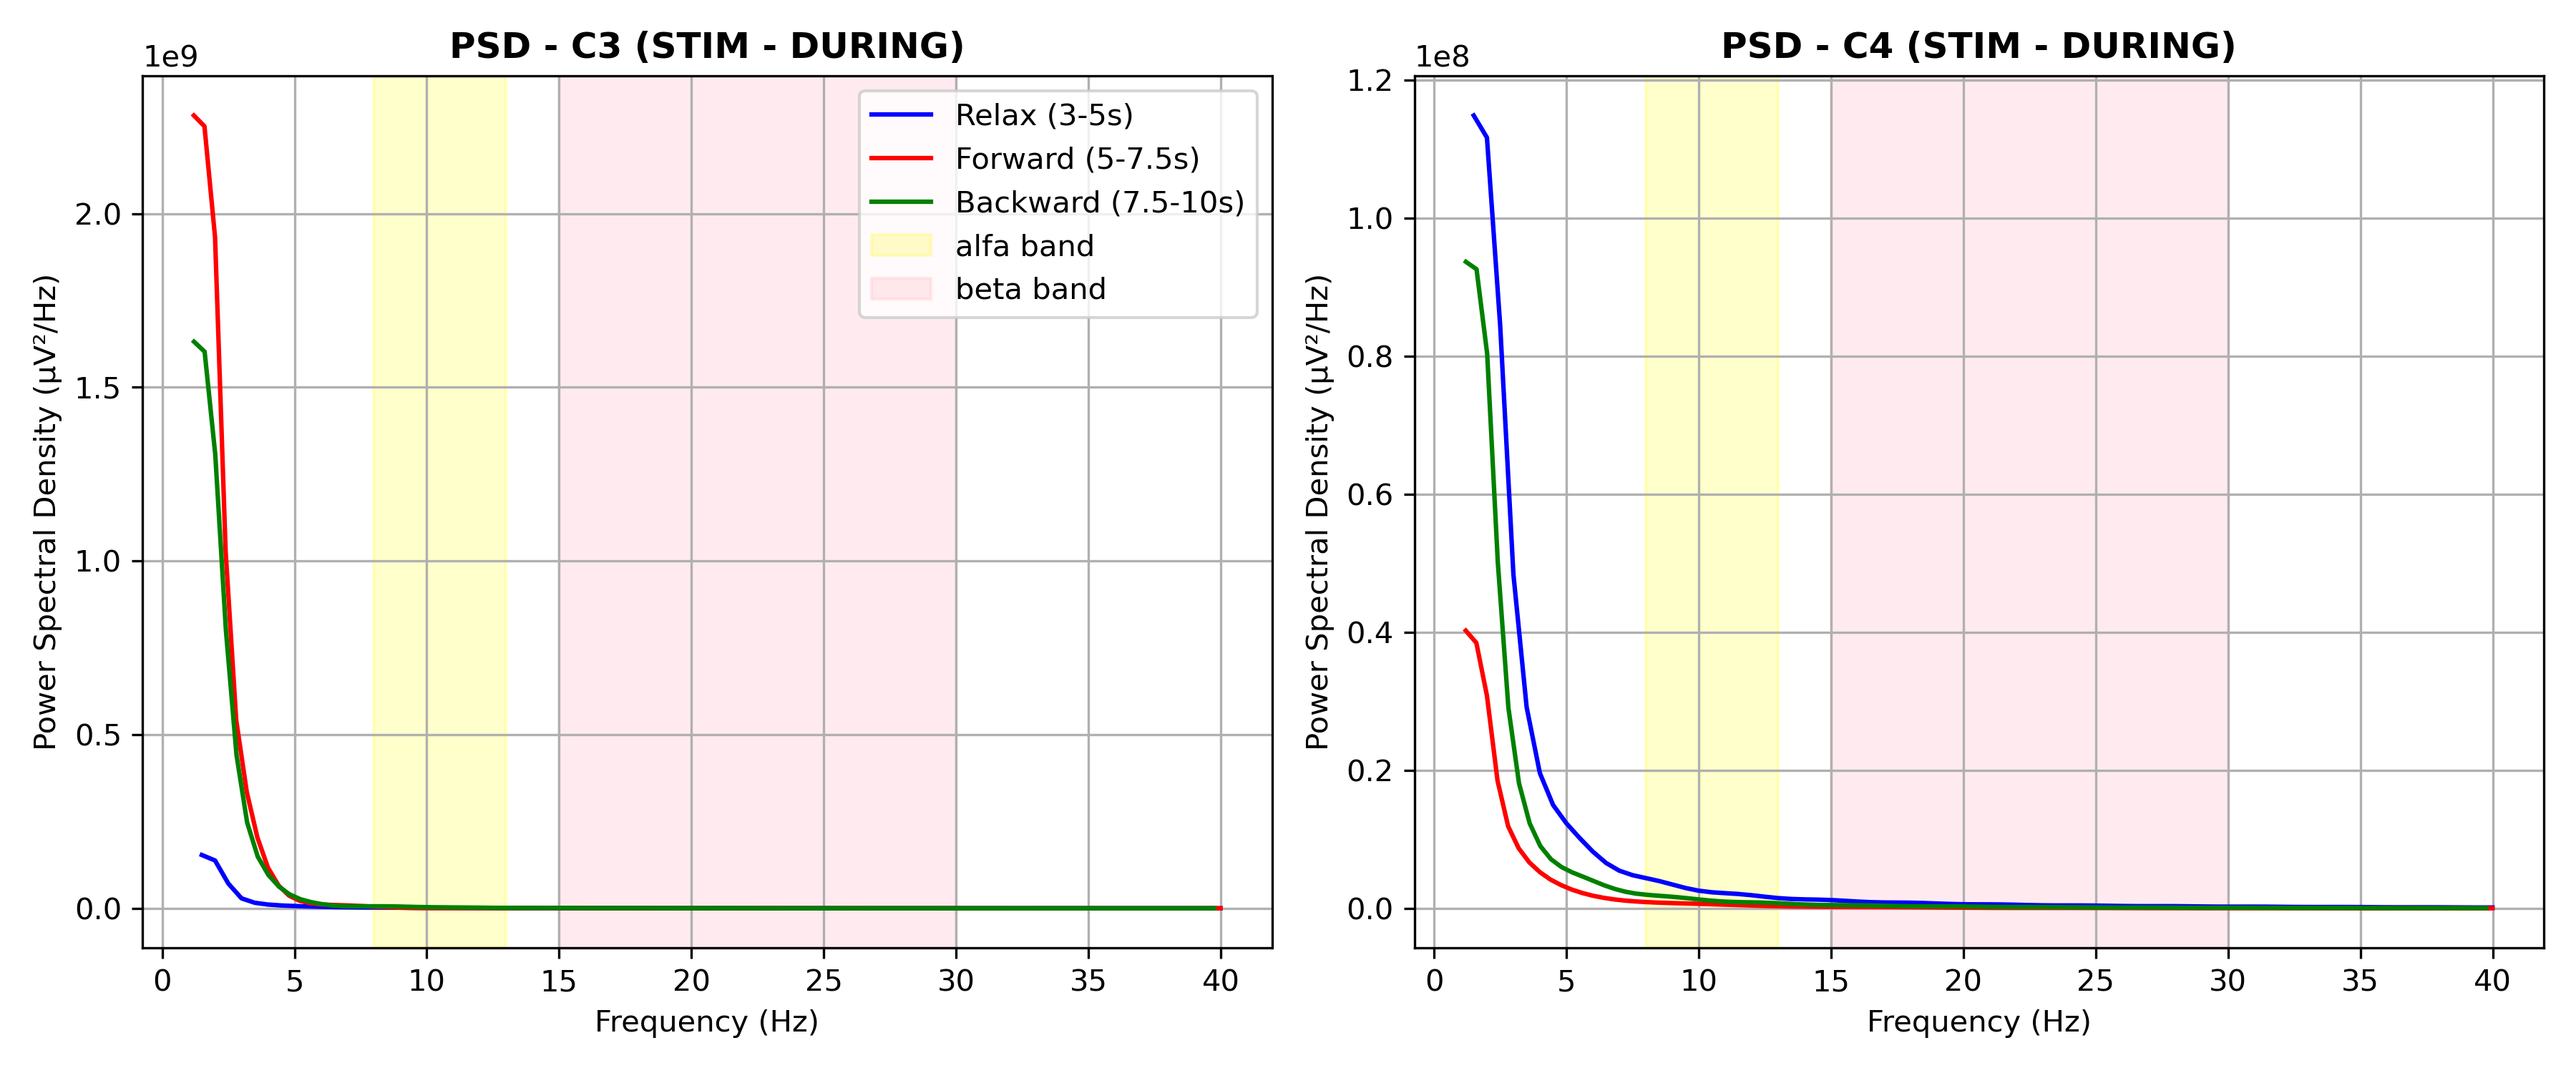 PSD - C3 (STIM - DURING)
1e9
2.0
1.5
1.0
0.5
0.0
Power Spectral Density (µV²/Hz)
0 5 10 15 20 25 30 35 40
Frequency (Hz)
Relax (3-5s)
Forward (5-7.5s)
Backward (7.5-10s)
alfa band
beta band
PSD - C4 (STIM - DURING)
1e8
1.2
1.0
0.8
0.6
0.4
0.2
0.0
Power Spectral Density (µV²/Hz)
0 5 10 15 20 25 30 35 40
Frequency (Hz)